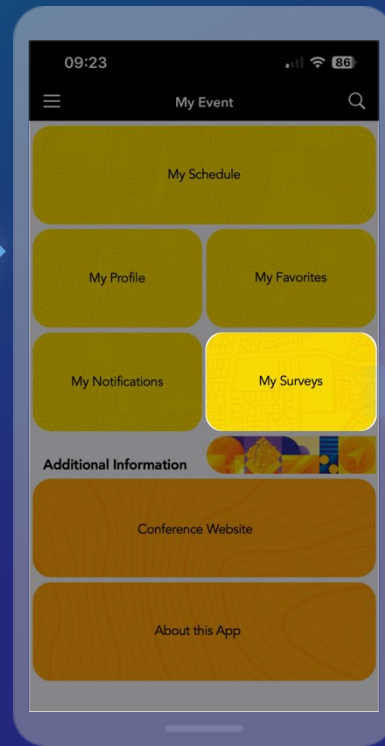 09:23
86
My Event
My Schedule
My Profile
My Favorites
My Notifications
My Surveys
Additional Information
Conference Website
About this App